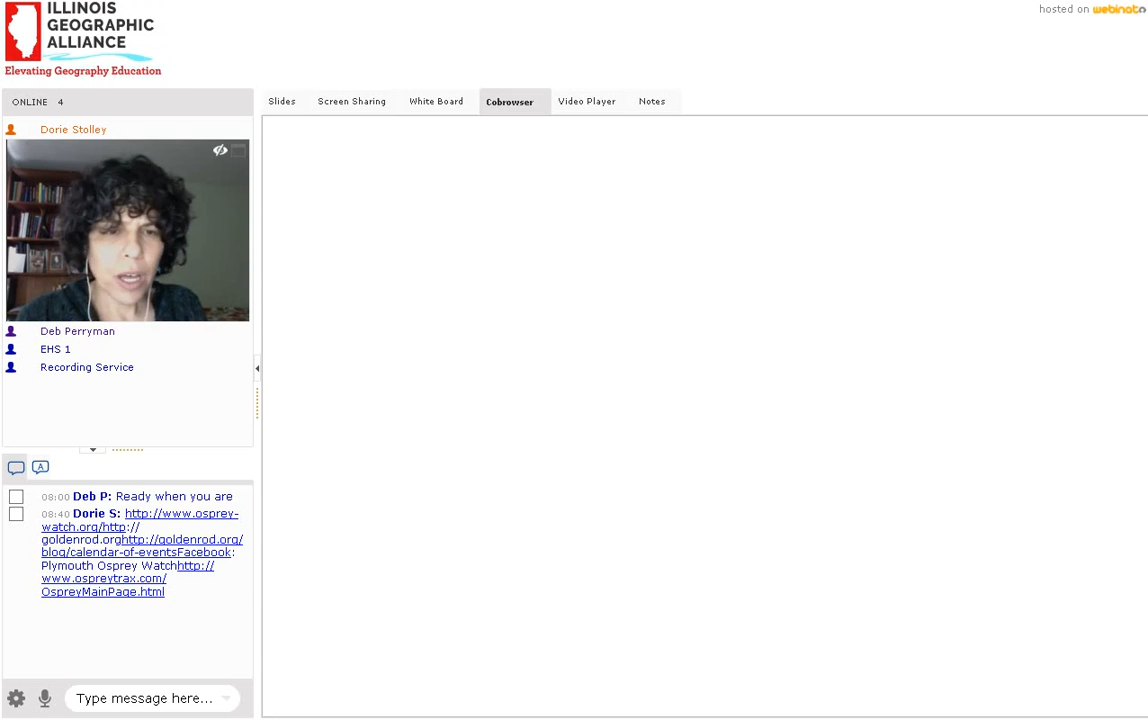 ILLINOIS
GEOGRAPHIC
ALLIANCE
Elevating Geography Education
hosted on webinato
ONLINE 4
Slides Screen Sharing White Board Cobrowser Video Player Notes
Dorie Stolley
Deb Perryman
EHS 1
Recording Service
A
08:00 Deb P: Ready when you are
08:40 Dorie S: http://www.osprey-
watch.org/http://
goldenrod.orghttp://goldenrod.org/
blog/calendar-of-eventsFacebook:
Plymouth Osprey Watchhttp://
www.ospreytrax.com/
OspreyMainPage.html
Type message here...